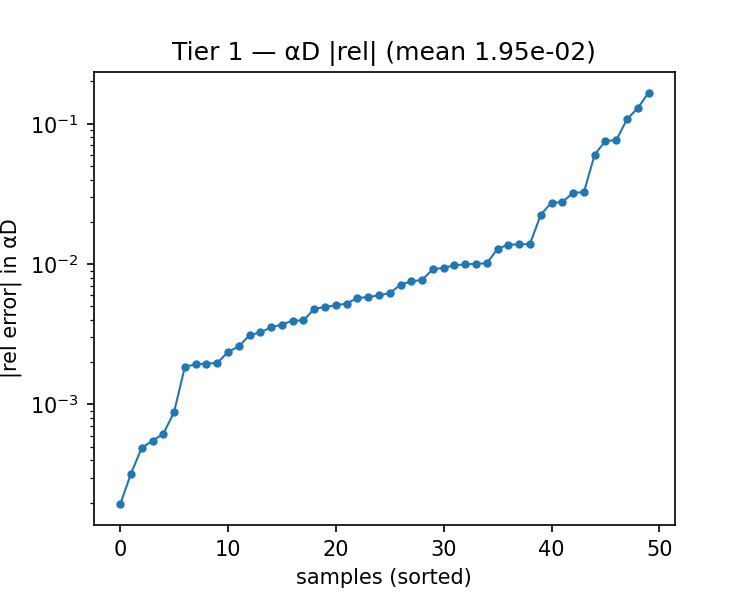 Tier 1 — αD |rel| (mean 1.95e-02)
|rel error| in αD
10⁻¹
10⁻²
10⁻³
0 10 20 30 40 50
samples (sorted)